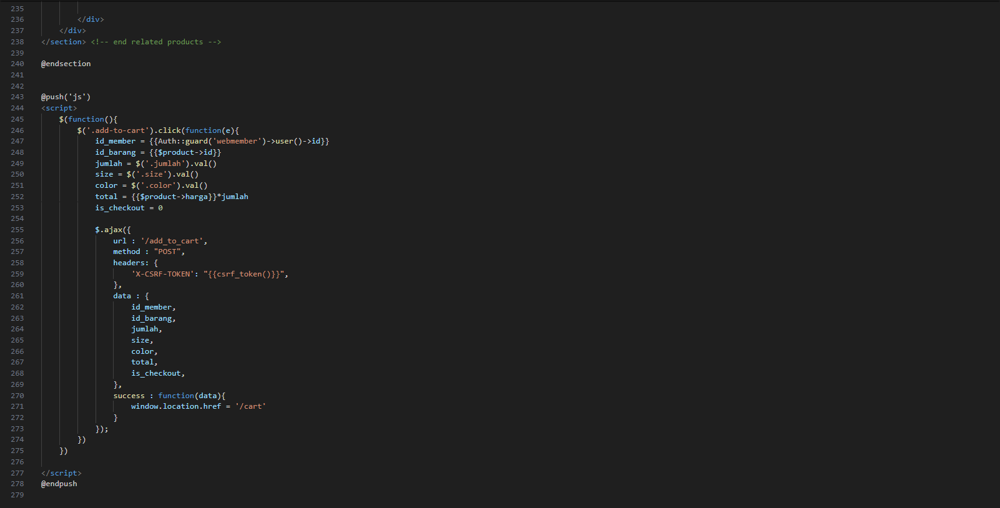 235
236 </div>
237 </div>
238 </section> <!-- end related products -->
239
240 @endsection
241
242
243 @push('js')
244 <script>
245 $(function(){
246 $('.add-to-cart').click(function(e){
247 id_member = {{Auth::guard('webmember')->user()->id}}
248 id_barang = {{$product->id}}
249 jumlah = $('.jumlah').val()
250 size = $('.size').val()
251 color = $('.color').val()
252 total = {{$product->harga}}*jumlah
253 is_checkout = 0
254
255 $.ajax({
256 url : '/add_to_cart',
257 method : "POST",
258 headers: {
259 'X-CSRF-TOKEN': "{{csrf_token()}}",
260 },
261 data : {
262 id_member,
263 id_barang,
264 jumlah,
265 size,
266 color,
267 total,
268 is_checkout,
269 },
270 success : function(data){
271 window.location.href = '/cart'
272 }
273 });
274 })
275 })
276
277 </script>
278 @endpush
279